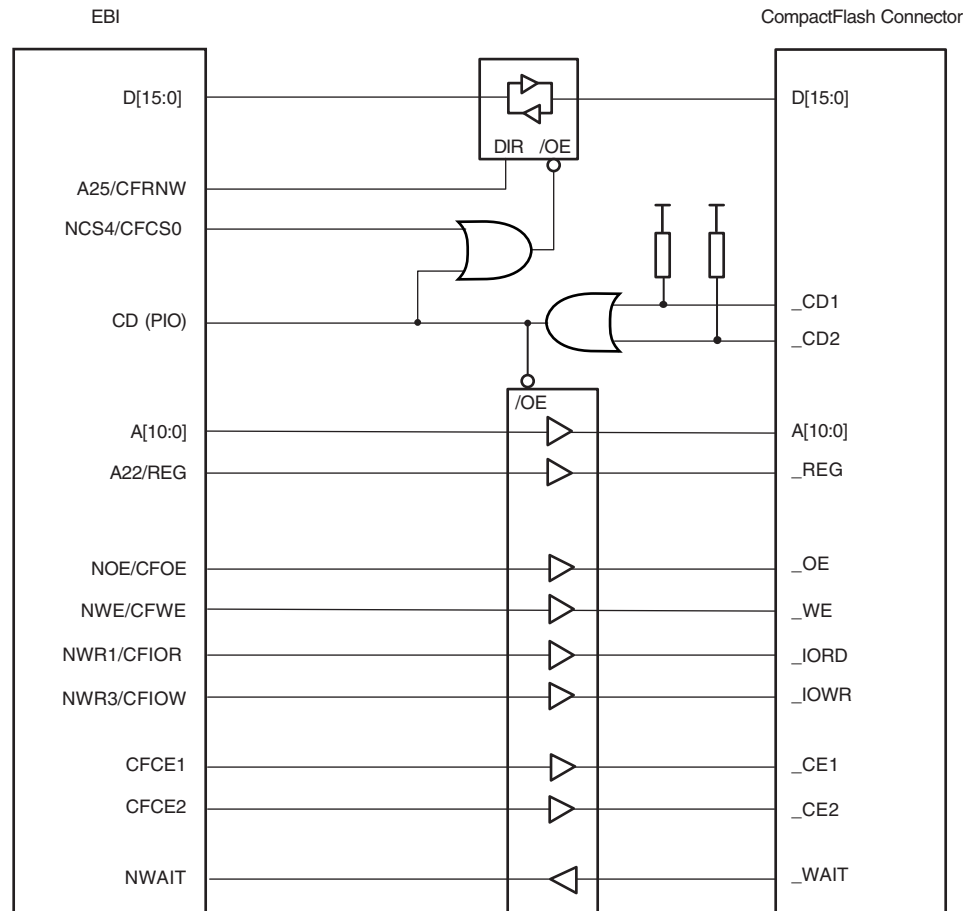 EBI
CompactFlash Connector
D[15:0]
D[15:0]
DIR /OE
A25/CFRNW
NCS4/CFCS0
_CD1
CD (PIO)
_CD2
/OE
A[10:0]
A[10:0]
A22/REG
_REG
NOE/CFOE
_OE
NWE/CFWE
_WE
NWR1/CFIOR
_IORD
NWR3/CFIOW
_IOWR
CFCE1
_CE1
CFCE2
_CE2
NWAIT
_WAIT